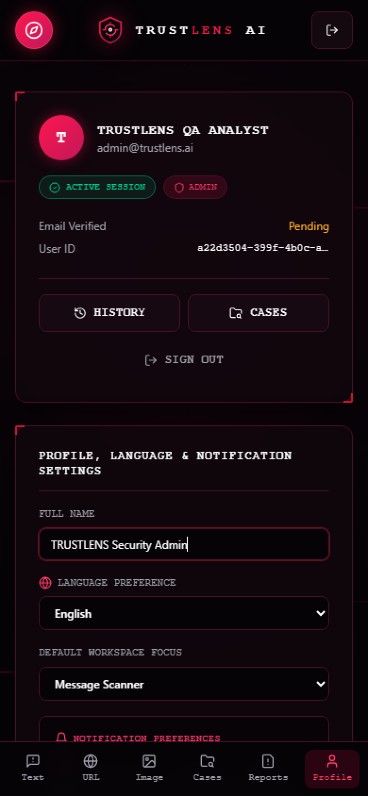 TRUSTLENS AI
T
TRUSTLENS QA ANALYST
admin@trustlens.ai
ACTIVE SESSION
ADMIN
Email Verified
Pending
User ID
a22d3504-399f-4b0c-a…
HISTORY
CASES
SIGN OUT
PROFILE, LANGUAGE & NOTIFICATION
SETTINGS
FULL NAME
TRUSTLENS Security Admin
LANGUAGE PREFERENCE
English
DEFAULT WORKSPACE FOCUS
Message Scanner
NOTIFICATION PREFERENCES
Text
URL
Image
Cases
Reports
Profile